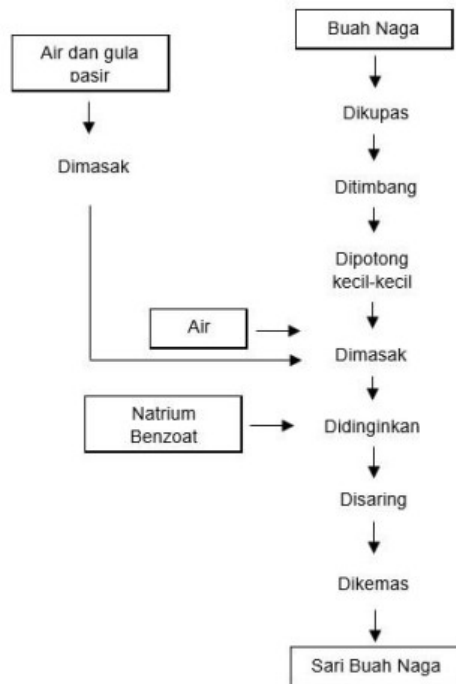 Air dan gula
pasir
Dimasak
Buah Naga
Dikupas
Ditimbang
Dipotong
kecil-kecil
Air
Dimasak
Natrium
Benzoat
Didinginkan
Disaring
Dikemas
Sari Buah Naga